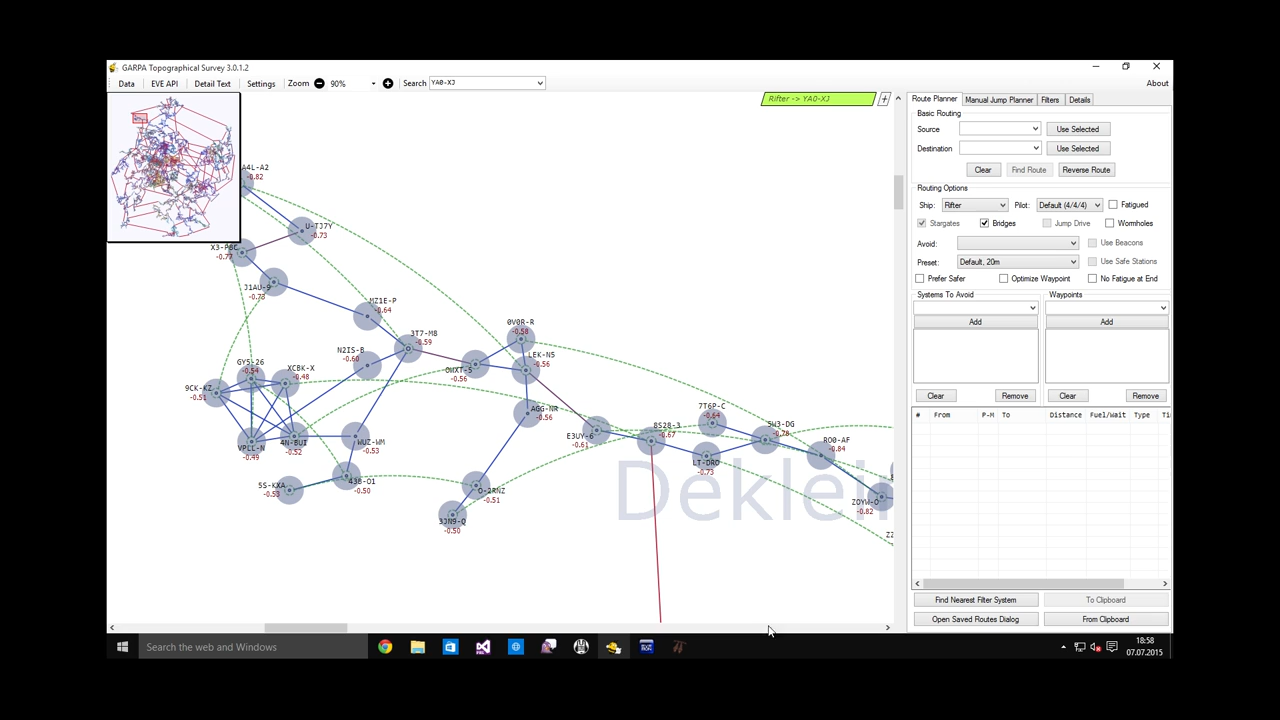 GARPA Topographical Survey 3.0.1.2
Data EVE API Detail Text Settings Zoom 90% Search YA0-XJ About
Rifter -> YA0-XJ
A4L-A2
-0.82
U-TJ7Y
-0.73
-0.77
J1AU-9
-0.73
MZ1E-P
-0.64
3T7-M8
-0.59
N2IS-B
-0.60
0V0R-R
-0.58
LEK-N5
-0.56
OWXT-5
-0.56
GY5-26
-0.54
XCBK-X
-0.48
9CK-KZ
-0.51
VPLL-N
-0.49
4N-BUI
-0.52
WUZ-WM
-0.53
5S-KXA
-0.53
43B-O1
-0.50
AGG-NR
-0.56
O-2RNZ
-0.51
3JN9-Q
-0.50
E3UY-6
-0.61
8S28-3
-0.67
7T6P-C
-0.64
LT-DRO
-0.73
5W3-DG
-0.78
RO0-AF
-0.84
ZOYW-O
-0.82
Deklein
Route Planner Manual Jump Planner Filters Details
Basic Routing
Source Use Selected
Destination Use Selected
Clear Find Route Reverse Route
Routing Options
Ship: Rifter Pilot: Default (4/4/4) Fatigued
Stargates Bridges Jump Drive Wormholes
Avoid: Use Beacons
Preset: Default, 20m Use Safe Stations
Prefer Safer Optimize Waypoint No Fatigue at End
Systems To Avoid Waypoints
Add Add
Clear Remove Clear Remove
# From P-M To Distance Fuel/Wait Type
Find Nearest Filter System To Clipboard
Open Saved Routes Dialog From Clipboard
Search the web and Windows
18:58
07.07.2015